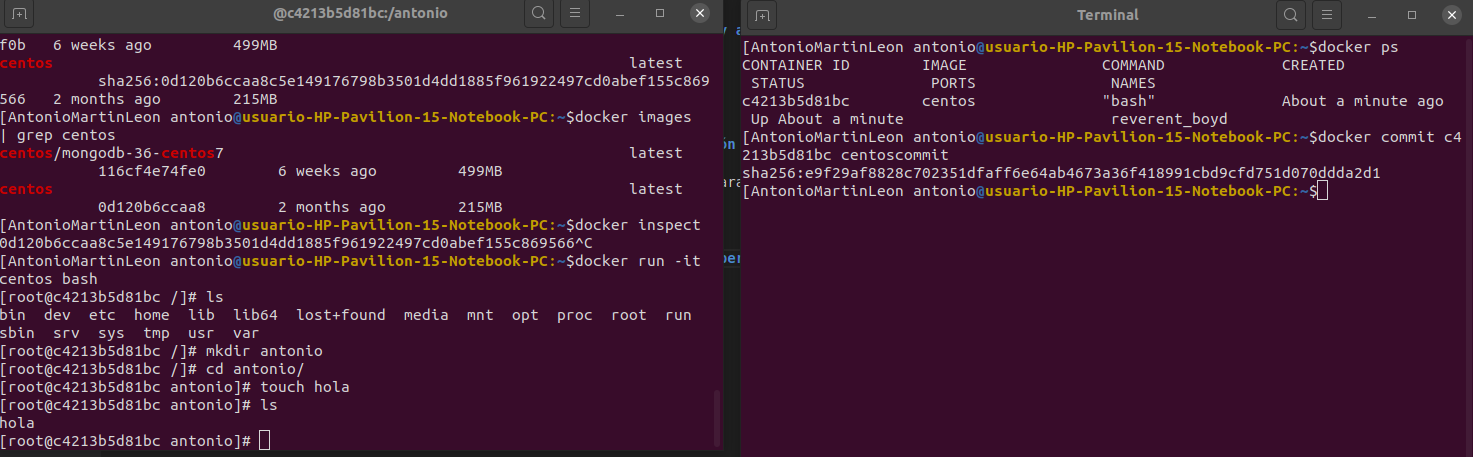 @c4213b5d81bc:/antonio
f0b   6 weeks ago         499MB
centos                                                                latest
           sha256:0d120b6ccaa8c5e149176798b3501d4dd1885f961922497cd0abef155c869
566   2 months ago        215MB
[AntonioMartinLeon antonio@usuario-HP-Pavilion-15-Notebook-PC:~$docker images
| grep centos
centos/mongodb-36-centos7                                             latest
           116cf4e74fe0        6 weeks ago         499MB
centos                                                                latest
           0d120b6ccaa8        2 months ago        215MB
[AntonioMartinLeon antonio@usuario-HP-Pavilion-15-Notebook-PC:~$docker inspect
0d120b6ccaa8c5e149176798b3501d4dd1885f961922497cd0abef155c869566^C
[AntonioMartinLeon antonio@usuario-HP-Pavilion-15-Notebook-PC:~$docker run -it
centos bash
[root@c4213b5d81bc /]# ls
bin  dev  etc  home  lib  lib64  lost+found  media  mnt  opt  proc  root  run
sbin  srv  sys  tmp  usr  var
[root@c4213b5d81bc /]# mkdir antonio
[root@c4213b5d81bc /]# cd antonio/
[root@c4213b5d81bc antonio]# touch hola
[root@c4213b5d81bc antonio]# ls
hola
[root@c4213b5d81bc antonio]#
Terminal
[AntonioMartinLeon antonio@usuario-HP-Pavilion-15-Notebook-PC:~$docker ps
CONTAINER ID        IMAGE               COMMAND             CREATED
 STATUS              PORTS               NAMES
c4213b5d81bc        centos              "bash"              About a minute ago
 Up About a minute                       reverent_boyd
[AntonioMartinLeon antonio@usuario-HP-Pavilion-15-Notebook-PC:~$docker commit c4
213b5d81bc centoscommit
sha256:e9f29af8828c702351dfaff6e64ab4673a36f418991cbd9cfd751d070ddda2d1
[AntonioMartinLeon antonio@usuario-HP-Pavilion-15-Notebook-PC:~$